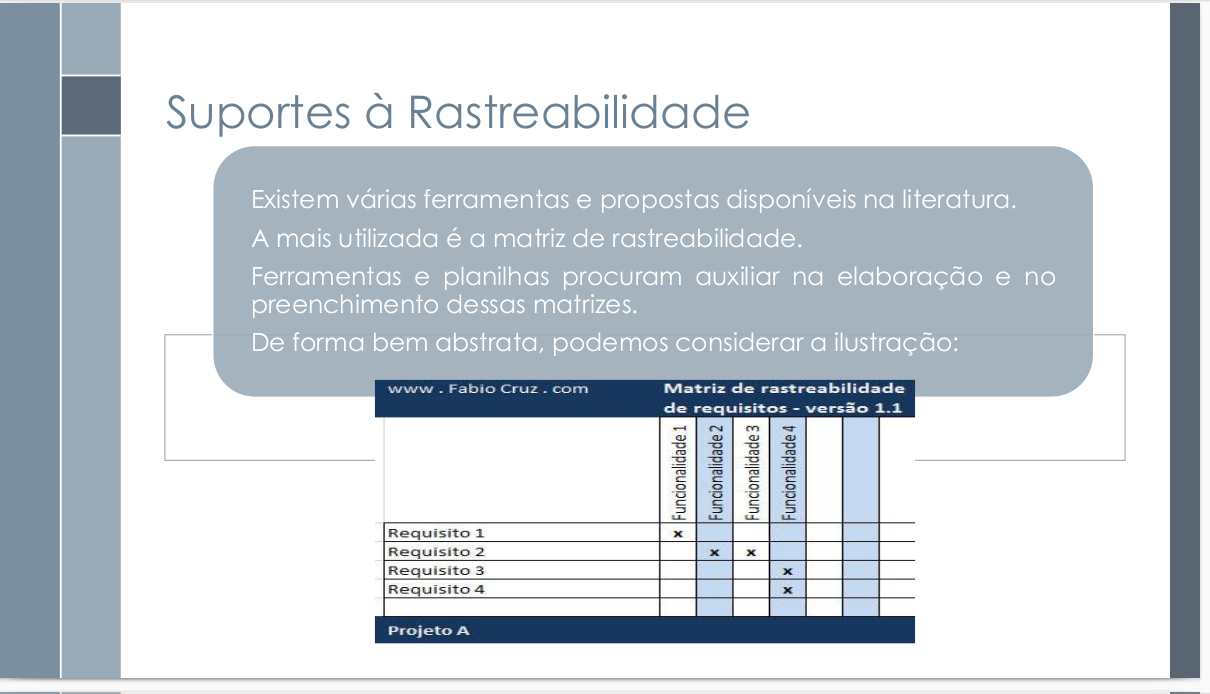 Suportes à Rastreabilidade
Existem várias ferramentas e propostas disponíveis na literatura.
A mais utilizada é a matriz de rastreabilidade.
Ferramentas e planilhas procuram auxiliar na elaboração e no
preenchimento dessas matrizes.
De forma bem abstrata, podemos considerar a ilustração:
www . Fabio Cruz . com
Matriz de rastreabilidade
de requisitos - versão 1.1
Funcionalidade 1
Funcionalidade 2
Funcionalidade 3
Funcionalidade 4
Requisito 1 x
Requisito 2 x x
Requisito 3 x
Requisito 4 x
Projeto A